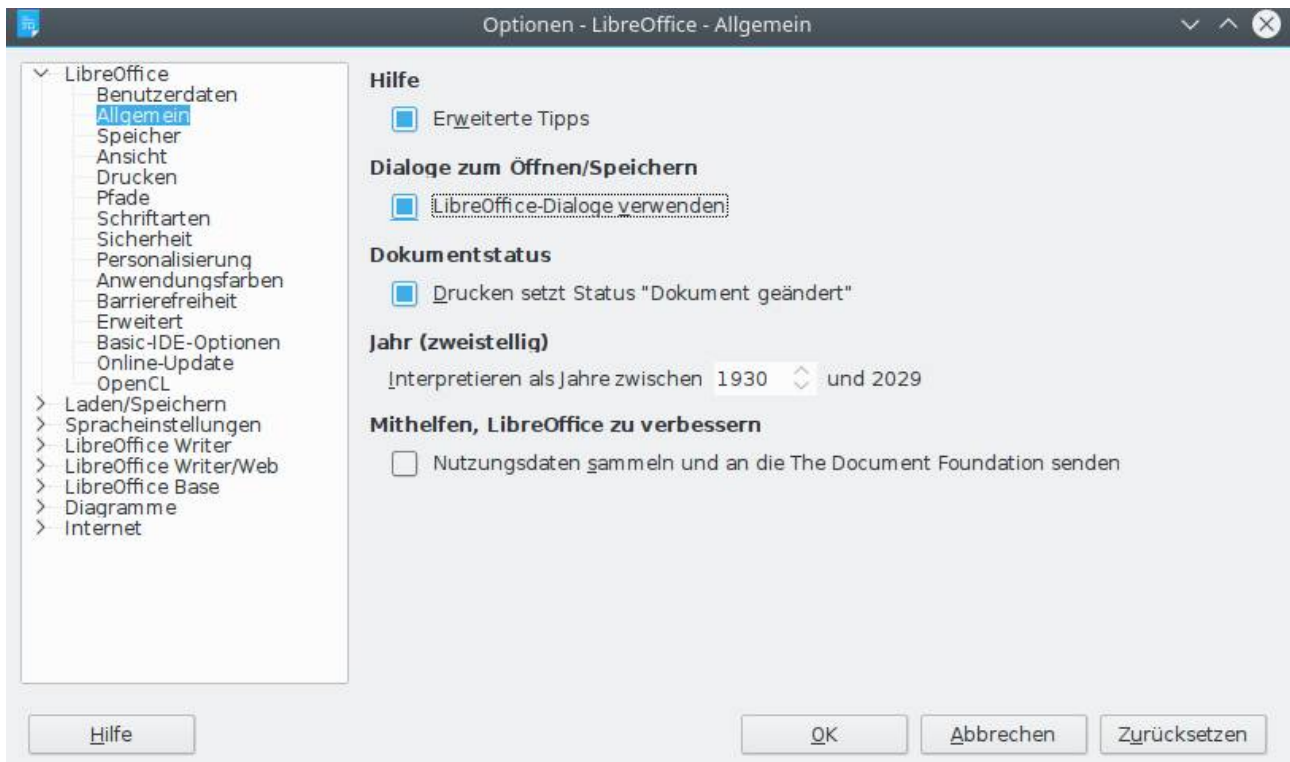 Optionen - LibreOffice - Allgemein
LibreOffice
Benutzerdaten
Allgemein
Speicher
Ansicht
Drucken
Pfade
Schriftarten
Sicherheit
Personalisierung
Anwendungsfarben
Barrierefreiheit
Erweitert
Basic-IDE-Optionen
Online-Update
OpenCL
Laden/Speichern
Spracheinstellungen
LibreOffice Writer
LibreOffice Writer/Web
LibreOffice Base
Diagramme
Internet
Hilfe
Erweiterte Tipps
Dialoge zum Öffnen/Speichern
LibreOffice-Dialoge verwenden
Dokumentstatus
Drucken setzt Status "Dokument geändert"
Jahr (zweistellig)
Interpretieren als Jahre zwischen 1930 und 2029
Mithelfen, LibreOffice zu verbessern
Nutzungsdaten sammeln und an die The Document Foundation senden
Hilfe OK Abbrechen Zurücksetzen